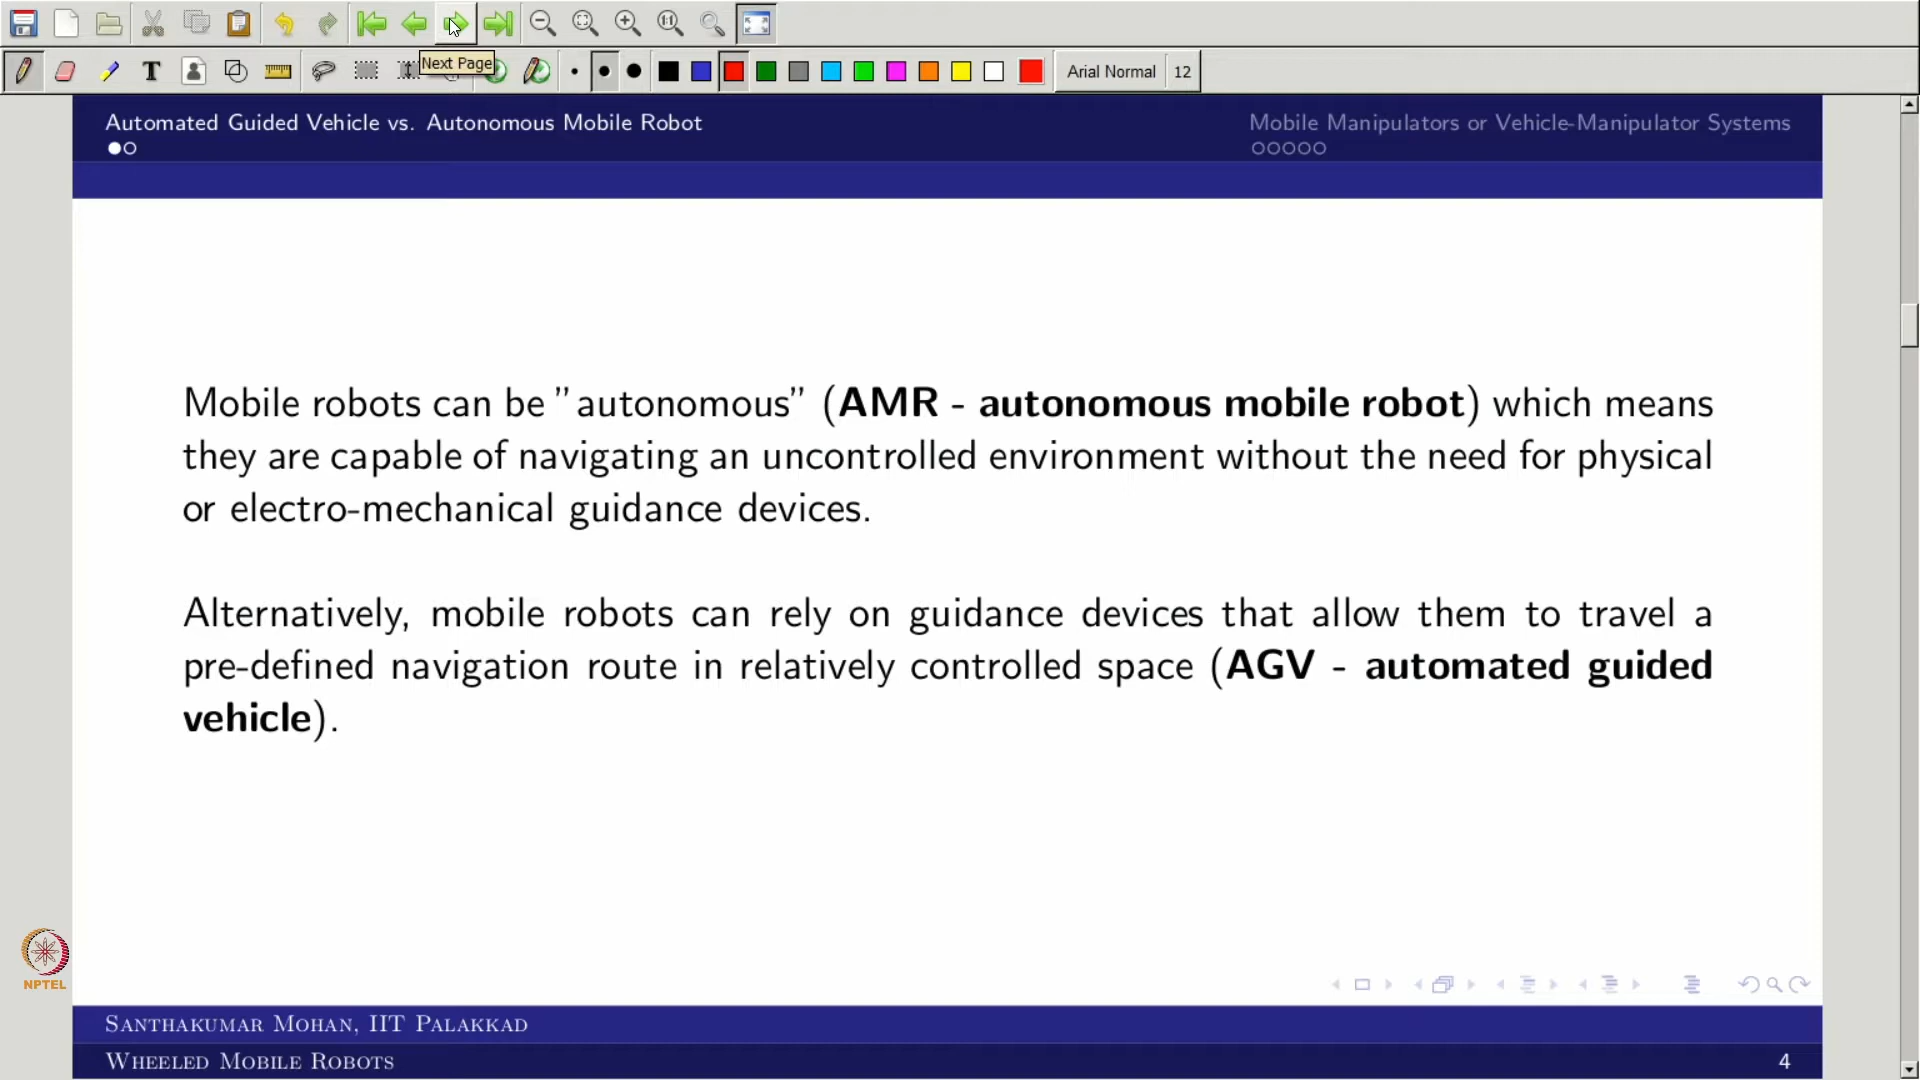 Next Page
Arial Normal 12
Automated Guided Vehicle vs. Autonomous Mobile Robot
Mobile Manipulators or Vehicle-Manipulator Systems
Mobile robots can be ”autonomous” (AMR - autonomous mobile robot) which means
they are capable of navigating an uncontrolled environment without the need for physical
or electro-mechanical guidance devices.
Alternatively, mobile robots can rely on guidance devices that allow them to travel a
pre-defined navigation route in relatively controlled space (AGV - automated guided
vehicle).
NPTEL
Santhakumar Mohan, IIT Palakkad
Wheeled Mobile Robots
4